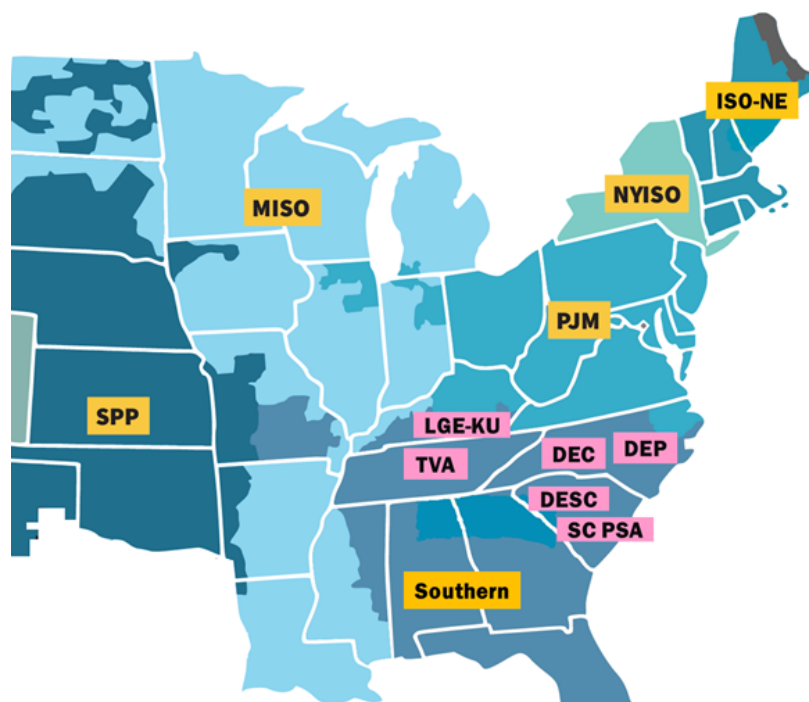 ISO-NE
MISO
NYISO
PJM
SPP
LGE-KU
TVA
DEC
DEP
DESC
SC PSA
Southern